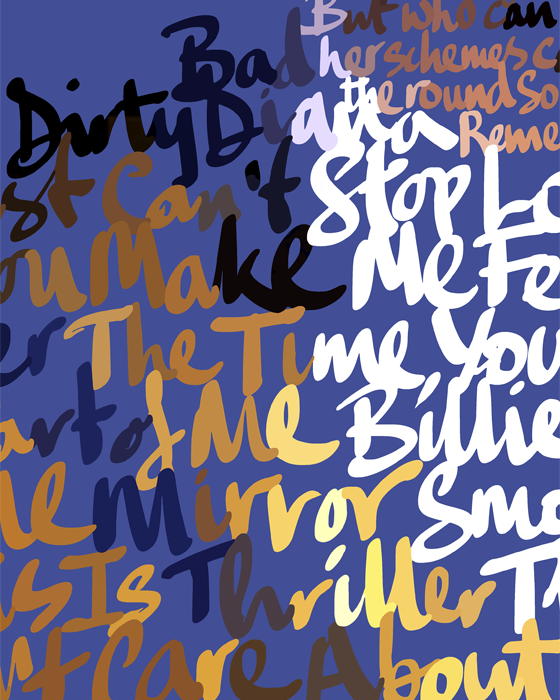 But who can
Bad her schemes c
the round So
Dirty Diana Reme
st Can't Stop Lo
ou Make Me Fe
er The Time You
art of Me Billie
e Mirror Smo
is Is Thriller T
t Care About